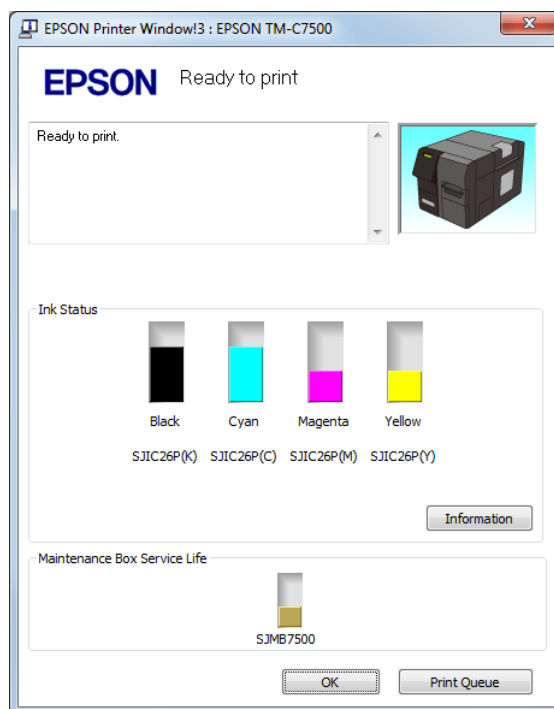 EPSON Printer Window!3 : EPSON TM-C7500
EPSON Ready to print
Ready to print.
Ink Status
Black Cyan Magenta Yellow
SJIC26P(K) SJIC26P(C) SJIC26P(M) SJIC26P(Y)
Information
Maintenance Box Service Life
SJMB7500
OK Print Queue